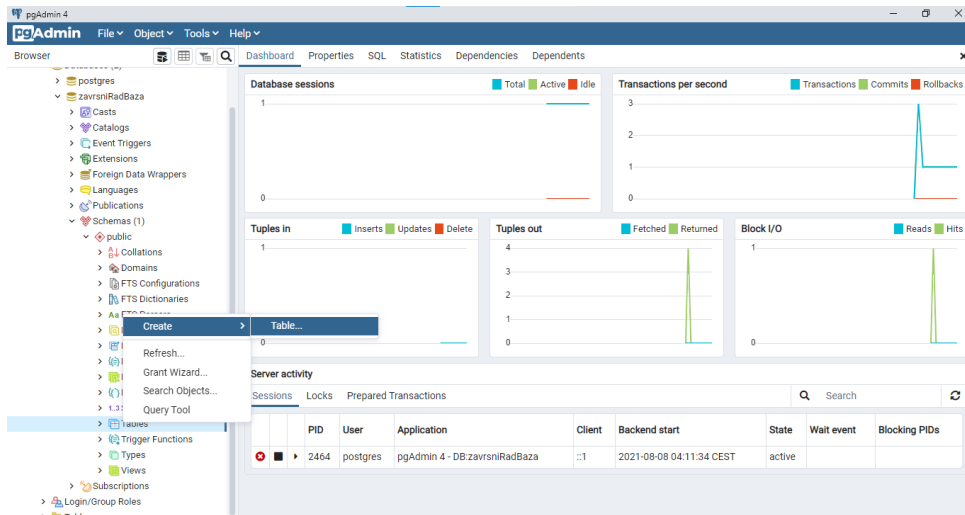 pgAdmin 4
pgAdmin File Object Tools Help
Browser
Dashboard Properties SQL Statistics Dependencies Dependents
postgres
zavrsniRadBaza
Casts
Catalogs
Event Triggers
Extensions
Foreign Data Wrappers
Languages
Publications
Schemas (1)
public
Collations
Domains
FTS Configurations
FTS Dictionaries
Create
Table...
Refresh...
Grant Wizard...
Search Objects...
Query Tool
1..3
Tables
Trigger Functions
Types
Views
Subscriptions
Login/Group Roles
Database sessions
Total Active Idle
1
0
Transactions per second
Transactions Commits Rollbacks
3
2
1
0
Tuples in
Inserts Updates Delete
1
0
Tuples out
Fetched Returned
4
3
2
1
0
Block I/O
Reads Hits
1
0
Server activity
Sessions Locks Prepared Transactions
Search
PID User Application Client Backend start State Wait event Blocking PIDs
2464 postgres pgAdmin 4 - DB:zavrsniRadBaza ::1 2021-08-08 04:11:34 CEST active